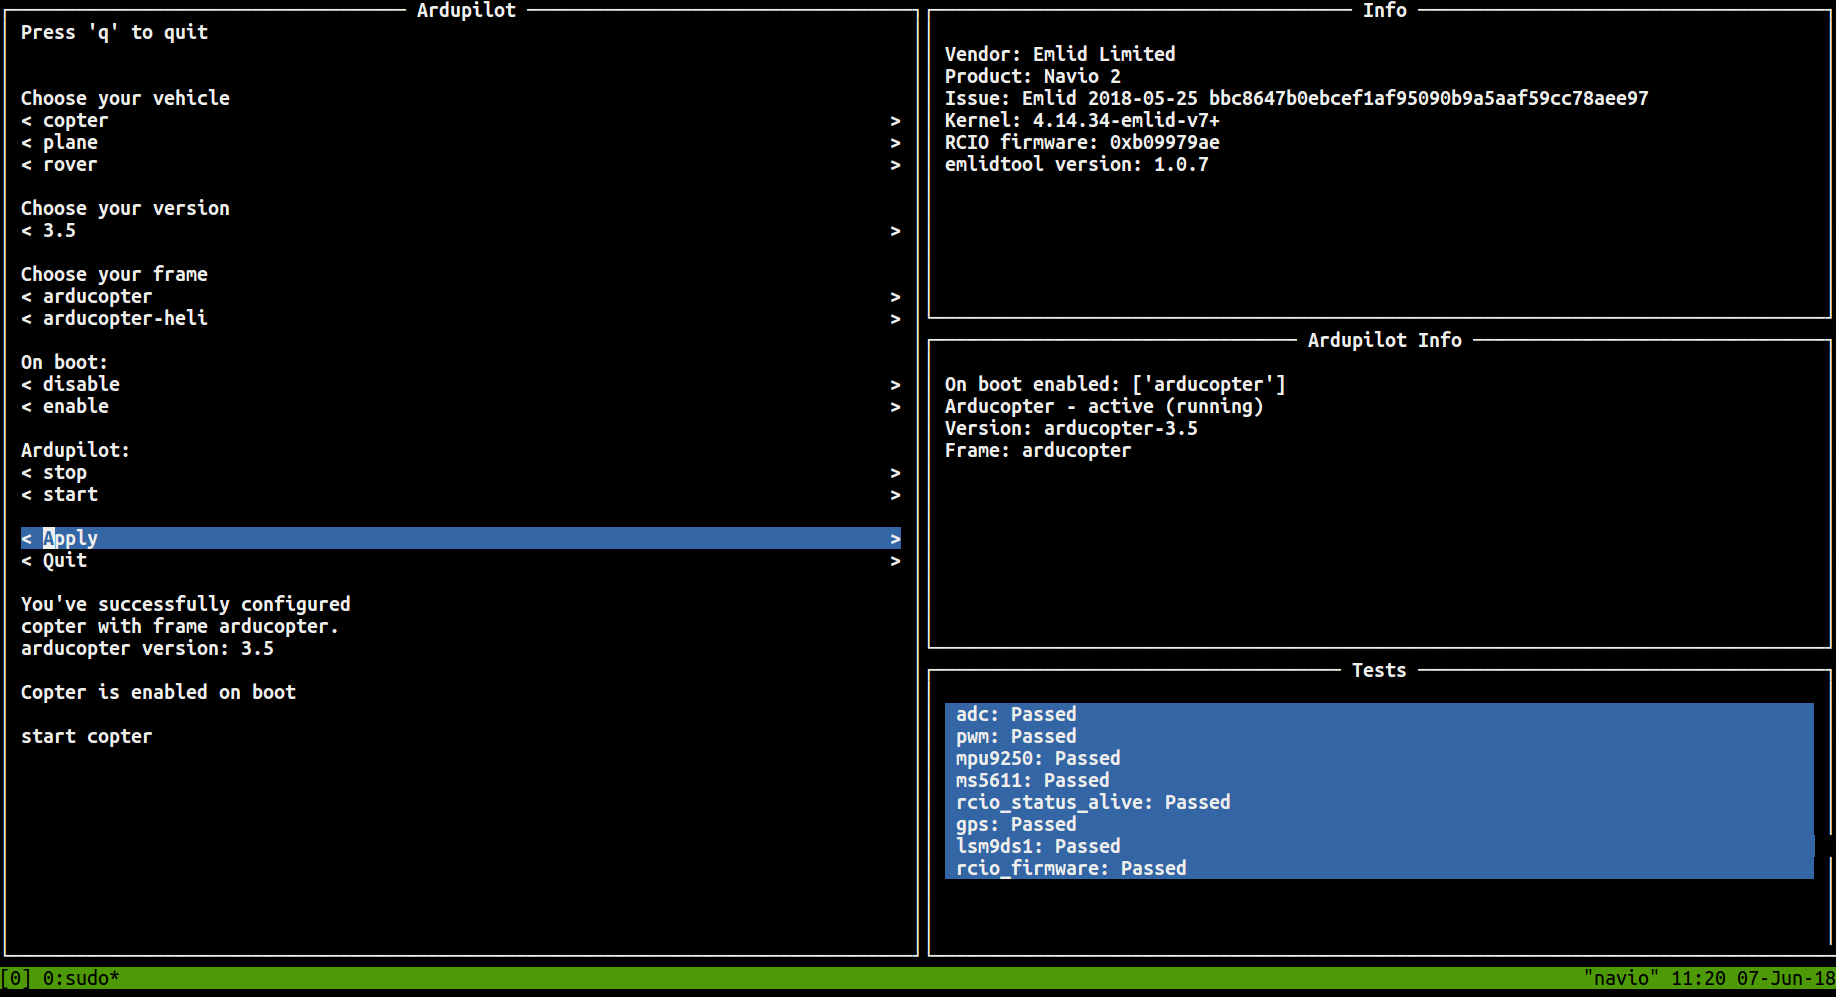 Ardupilot
Press 'q' to quit
Choose your vehicle
< copter >
< plane >
< rover >
Choose your version
< 3.5 >
Choose your frame
< arducopter >
< arducopter-heli >
On boot:
< disable >
< enable >
Ardupilot:
< stop >
< start >
< Apply >
< Quit >
You've successfully configured
copter with frame arducopter.
arducopter version: 3.5
Copter is enabled on boot
start copter
Info
Vendor: Emlid Limited
Product: Navio 2
Issue: Emlid 2018-05-25 bbc8647b0ebcef1af95090b9a5aaf59cc78aee97
Kernel: 4.14.34-emlid-v7+
RCIO firmware: 0xb09979ae
emlidtool version: 1.0.7
Ardupilot Info
On boot enabled: ['arducopter']
Arducopter - active (running)
Version: arducopter-3.5
Frame: arducopter
Tests
adc: Passed
pwm: Passed
mpu9250: Passed
ms5611: Passed
rcio_status_alive: Passed
gps: Passed
lsm9ds1: Passed
rcio_firmware: Passed
[0] 0:sudo* "navio" 11:20 07-Jun-18